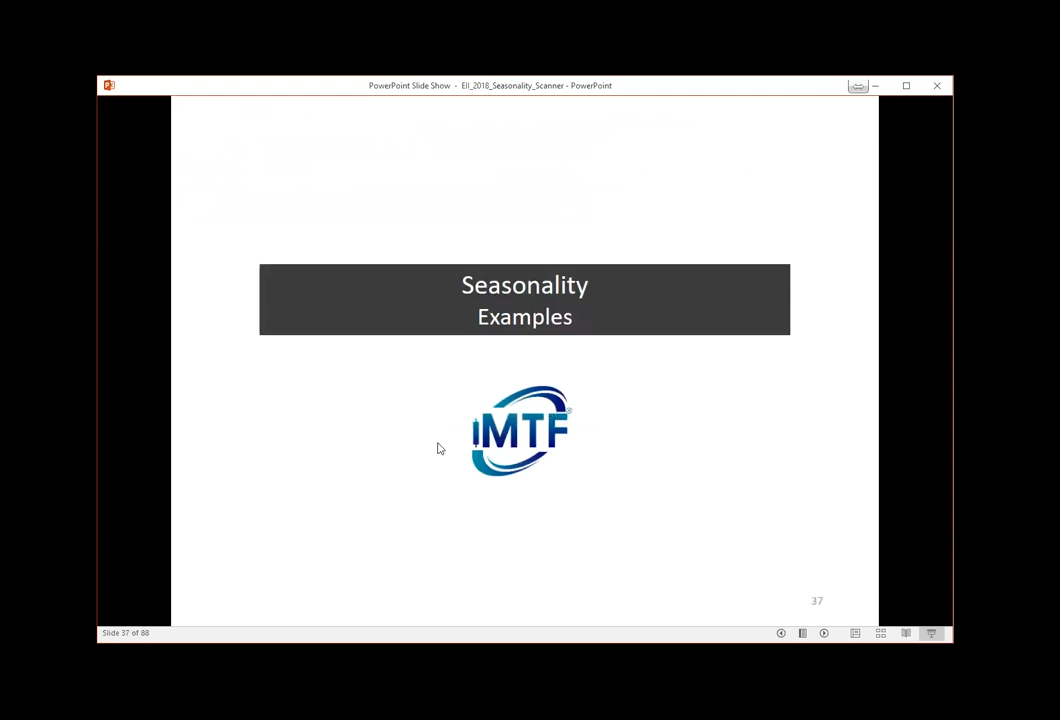 PowerPoint Slide Show - EII_2018_Seasonality_Scanner - PowerPoint
Seasonality
Examples
iMTF®
37
Slide 37 of 88